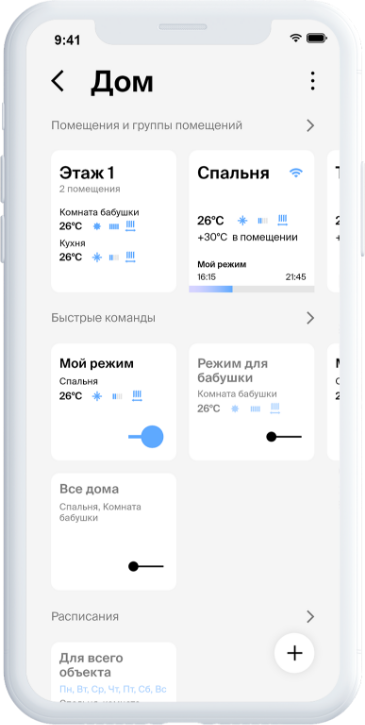 9:41
Дом
Помещения и группы помещений
Этаж 1
2 помещения
Комната бабушки
26°C
Кухня
26°C
Спальня
26°C
+30°C в помещении
Мой режим
16:15 21:45
Быстрые команды
Мой режим
Спальня
26°C
Режим для
бабушки
Комната бабушки
26°C
Все дома
Спальня, Комната
бабушки
Расписания
Для всего
объекта
Пн, Вт, Ср, Чт, Пт, Сб, Вс